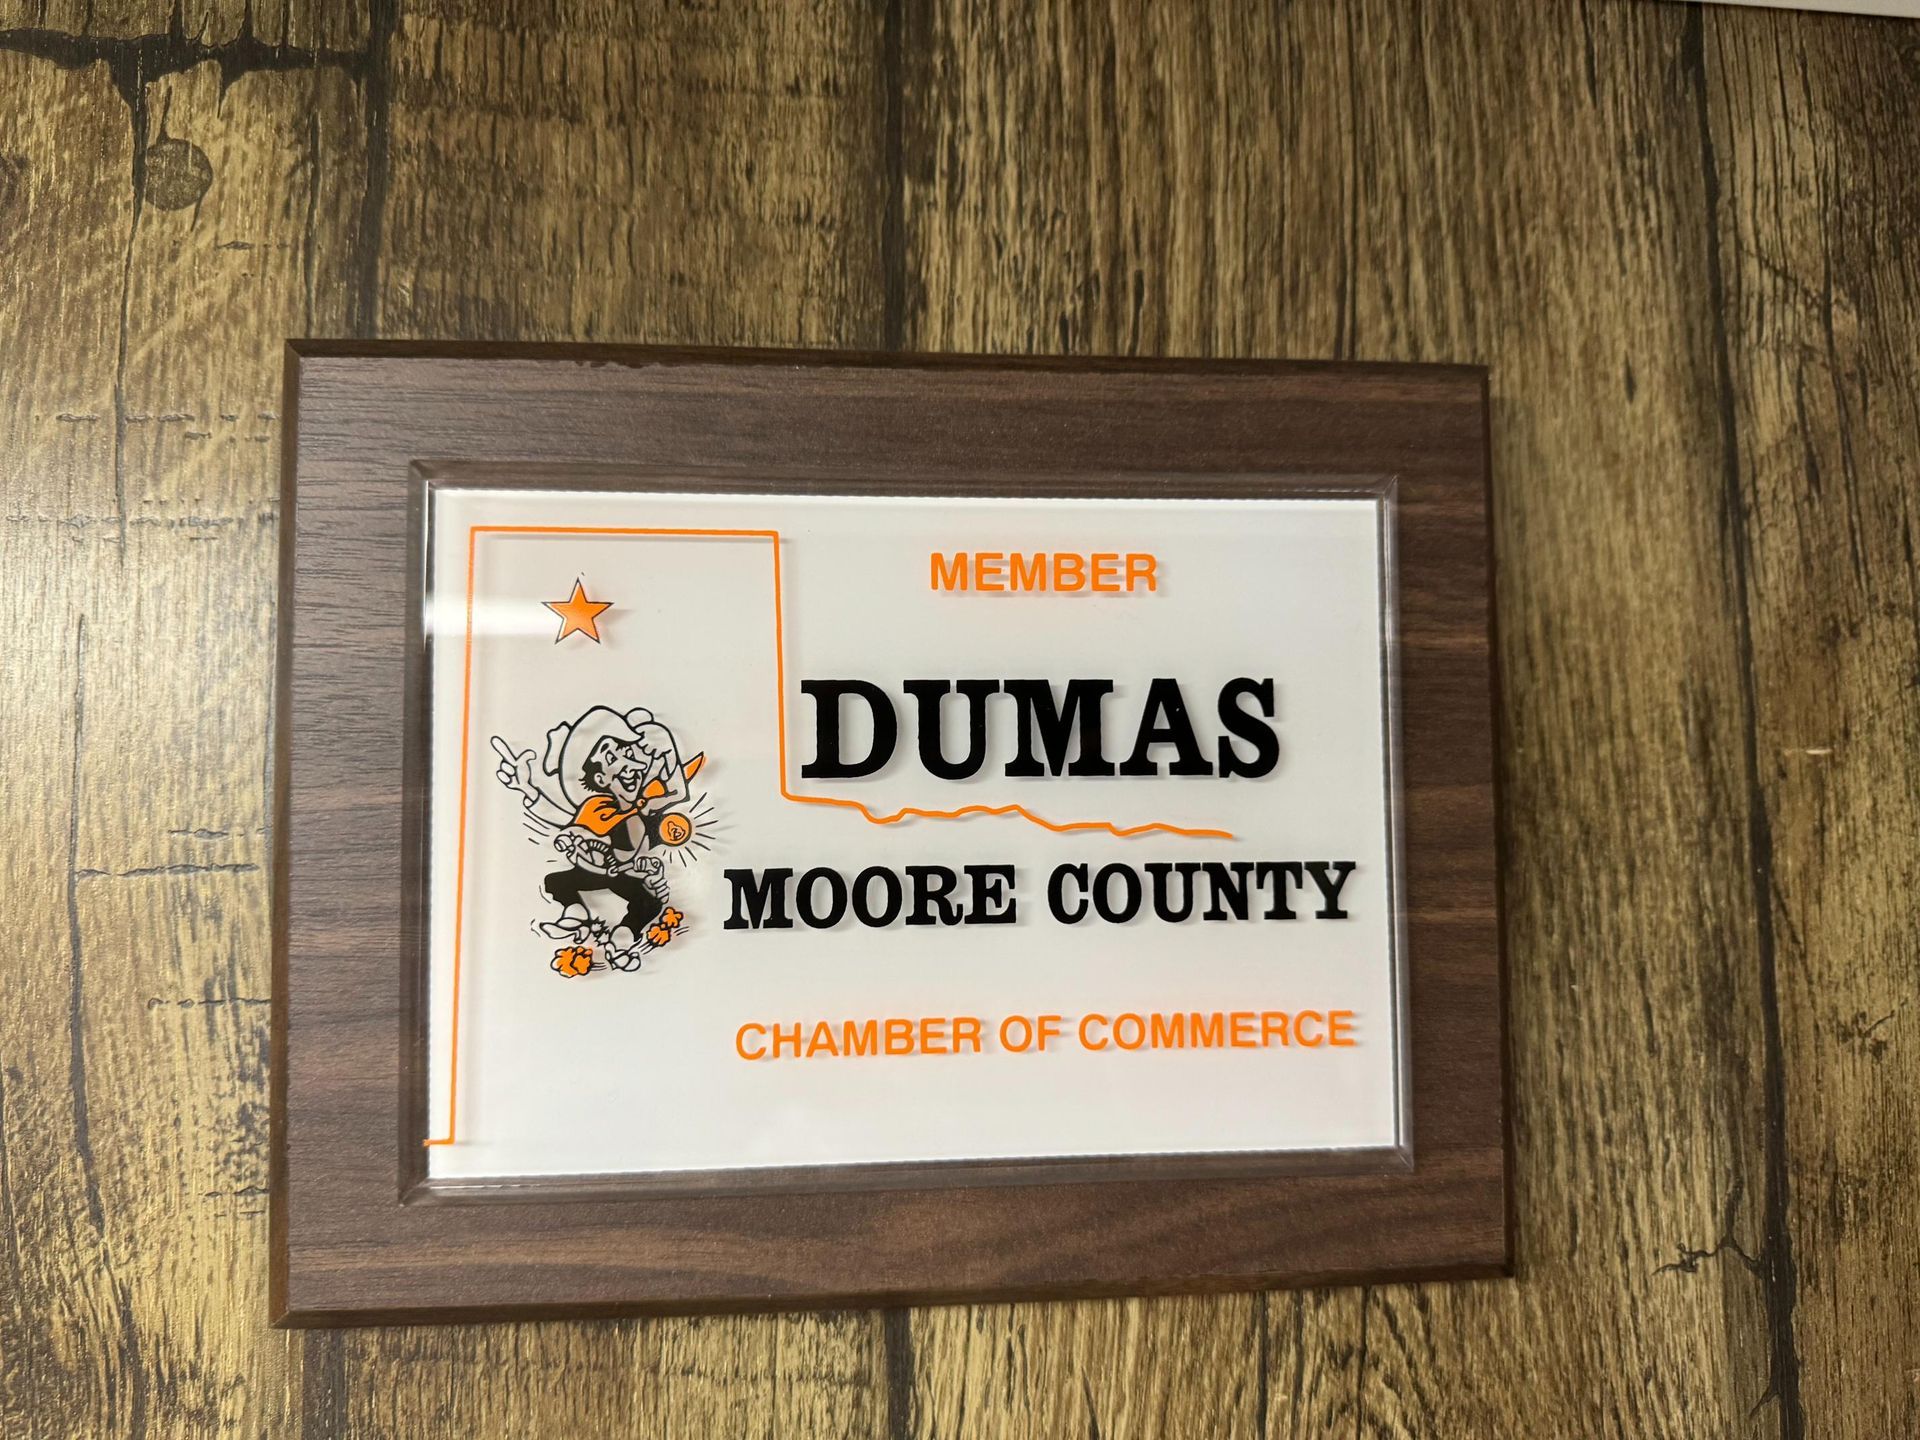 MEMBER
DUMAS
MOORE COUNTY
CHAMBER OF COMMERCE